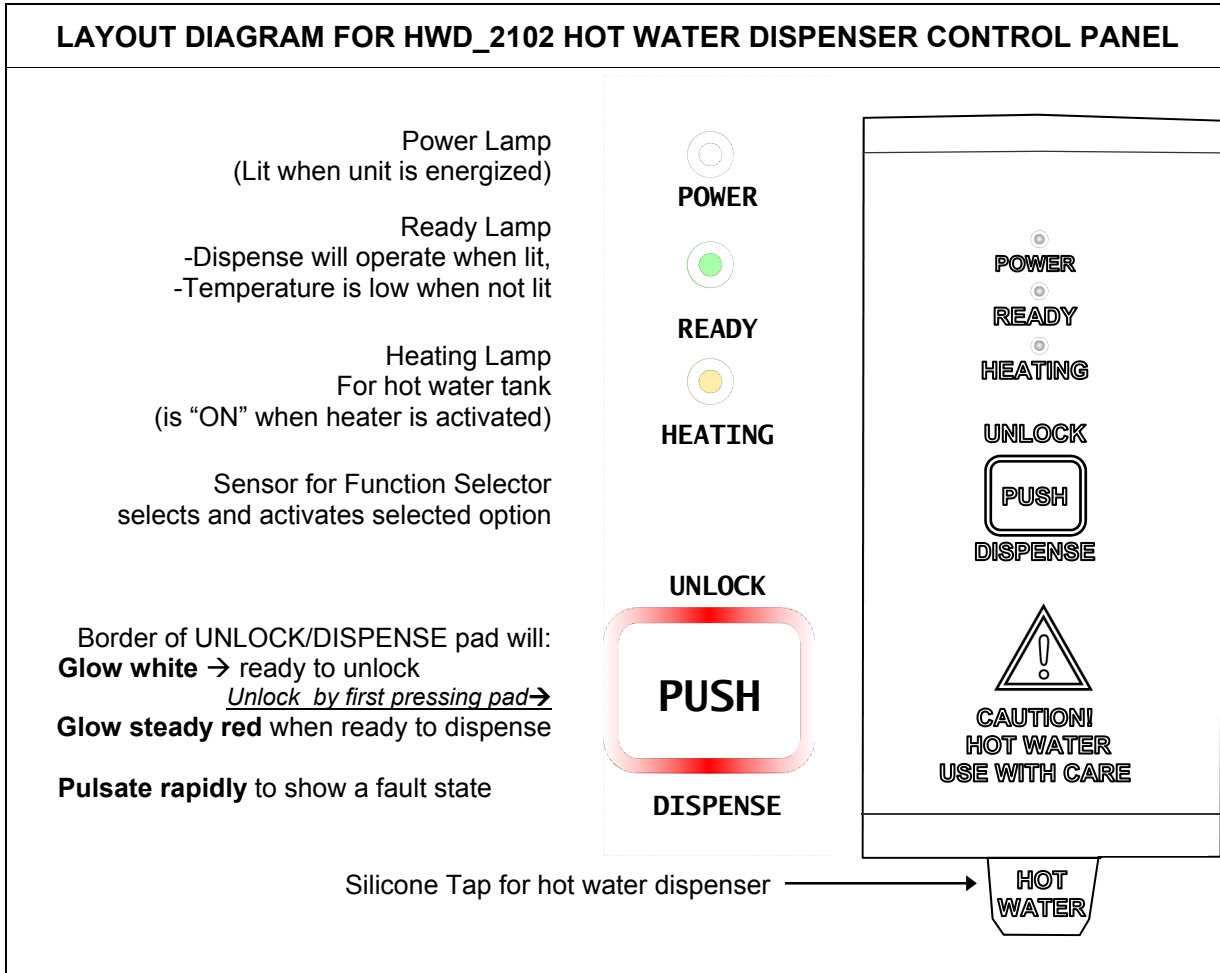 LAYOUT DIAGRAM FOR HWD_2102 HOT WATER DISPENSER CONTROL PANEL
Power Lamp
(Lit when unit is energized)
Ready Lamp
-Dispense will operate when lit,
-Temperature is low when not lit
Heating Lamp
For hot water tank
(is “ON” when heater is activated)
Sensor for Function Selector
selects and activates selected option
Border of UNLOCK/DISPENSE pad will:
Glow white → ready to unlock
Unlock by first pressing pad→
Glow steady red when ready to dispense
Pulsate rapidly to show a fault state
POWER
READY
HEATING
UNLOCK
PUSH
DISPENSE
POWER
READY
HEATING
UNLOCK
PUSH
DISPENSE
!
CAUTION!
HOT WATER
USE WITH CARE
Silicone Tap for hot water dispenser
HOT
WATER